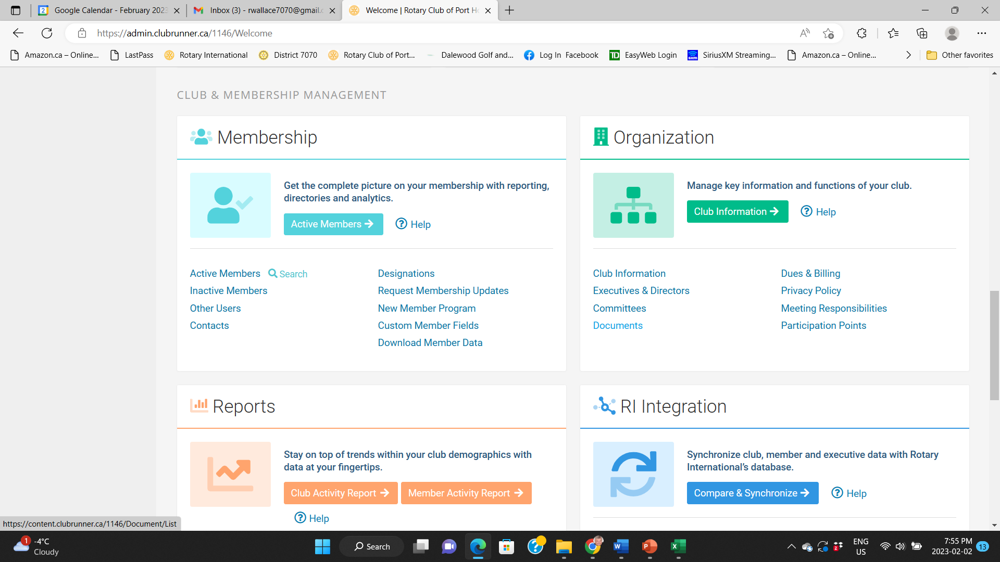 2 Google Calendar - February 2023
Inbox (3) - rwallace7070@gmail.c
Welcome | Rotary Club of Port Ho
https://admin.clubrunner.ca/1146/Welcome
Amazon.ca – Online...
LastPass
Rotary International
District 7070
Rotary Club of Port...
Dalewood Golf and...
Log In Facebook
TD EasyWeb Login
SiriusXM Streaming...
Amazon.ca – Online...
Other favorites
CLUB & MEMBERSHIP MANAGEMENT
Membership
Get the complete picture on your membership with reporting,
directories and analytics.
Active Members
Help
Active Members
Search
Inactive Members
Other Users
Contacts
Designations
Request Membership Updates
New Member Program
Custom Member Fields
Download Member Data
Organization
Manage key information and functions of your club.
Club Information
Help
Club Information
Executives & Directors
Committees
Documents
Dues & Billing
Privacy Policy
Meeting Responsibilities
Participation Points
Reports
Stay on top of trends within your club demographics with
data at your fingertips.
Club Activity Report
Member Activity Report
Help
RI Integration
Synchronize club, member and executive data with Rotary
International's database.
Compare & Synchronize
Help
https://content.clubrunner.ca/1146/Document/List
1
-4°C
Cloudy
Search
ENG
US
7:55 PM
2023-02-02
13